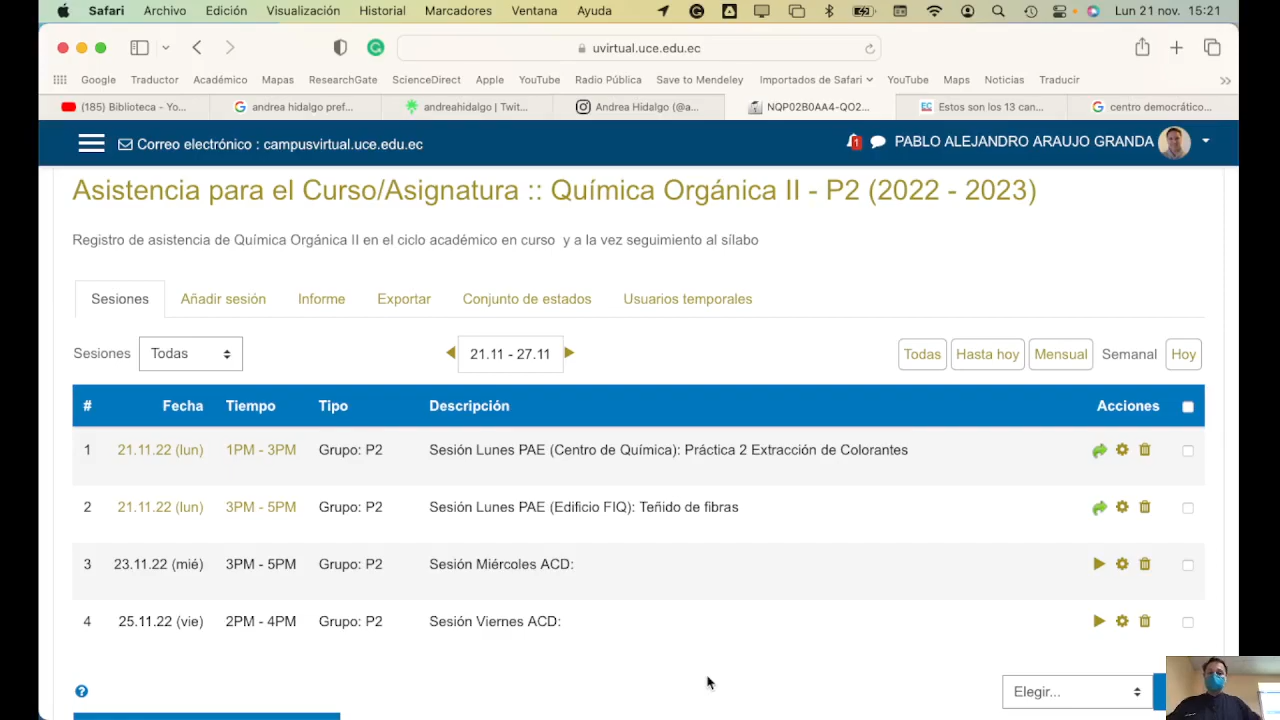 Safari Archivo Edición Visualización Historial Marcadores Ventana Ayuda Lun 21 nov. 15:21
uvirtual.uce.edu.ec
Google Traductor Académico Mapas ResearchGate ScienceDirect Apple YouTube Radio Pública Save to Mendeley Importados de Safari YouTube Maps Noticias Traducir
(185) Biblioteca - Yo... andrea hidalgo pref... andreahidalgo | Twit... Andrea Hidalgo (@a... NQP02B0AA4-QO2... Estos son los 13 can... centro democrático...
Correo electrónico : campusvirtual.uce.edu.ec 1 PABLO ALEJANDRO ARAUJO GRANDA
Asistencia para el Curso/Asignatura :: Química Orgánica II - P2 (2022 - 2023)
Registro de asistencia de Química Orgánica II en el ciclo académico en curso y a la vez seguimiento al sílabo
Sesiones Añadir sesión Informe Exportar Conjunto de estados Usuarios temporales
Sesiones Todas 21.11 - 27.11 Todas Hasta hoy Mensual Semanal Hoy
# Fecha Tiempo Tipo Descripción Acciones
1 21.11.22 (lun) 1PM - 3PM Grupo: P2 Sesión Lunes PAE (Centro de Química): Práctica 2 Extracción de Colorantes
2 21.11.22 (lun) 3PM - 5PM Grupo: P2 Sesión Lunes PAE (Edificio FIQ): Teñido de fibras
3 23.11.22 (mié) 3PM - 5PM Grupo: P2 Sesión Miércoles ACD:
4 25.11.22 (vie) 2PM - 4PM Grupo: P2 Sesión Viernes ACD:
? Elegir...